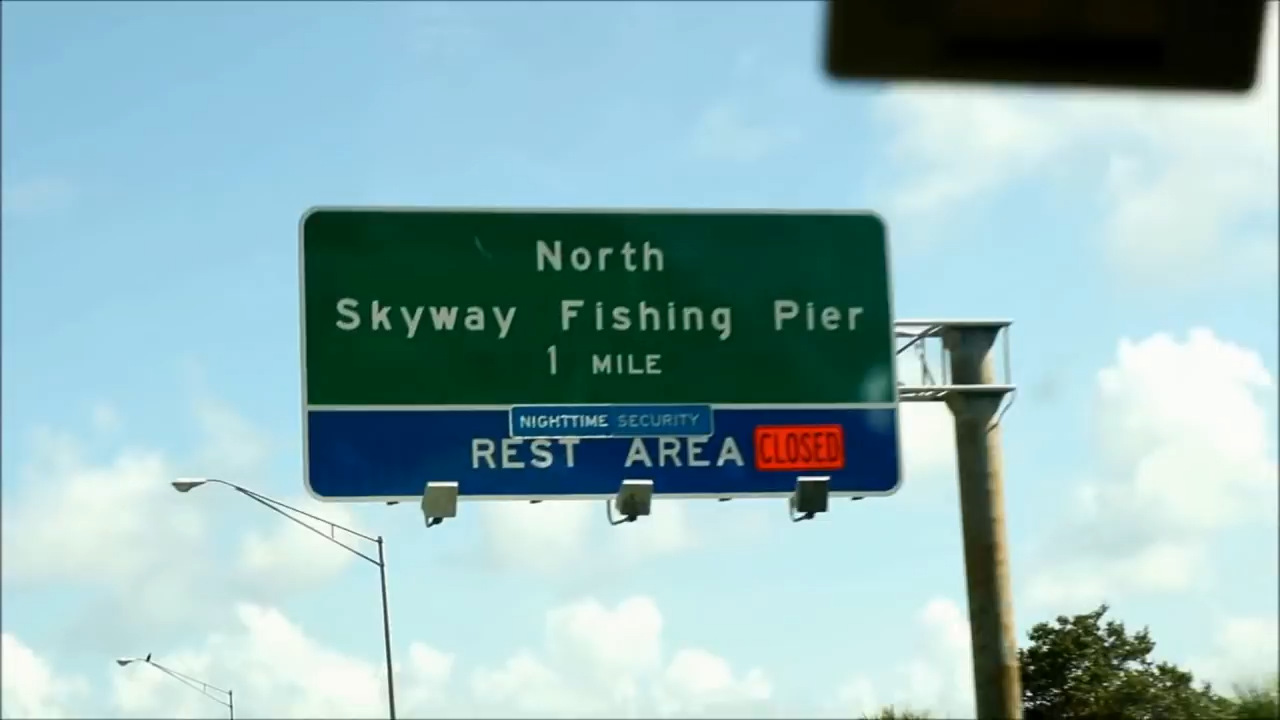 North
Skyway Fishing Pier
1 MILE
NIGHTTIME SECURITY
REST AREA CLOSED